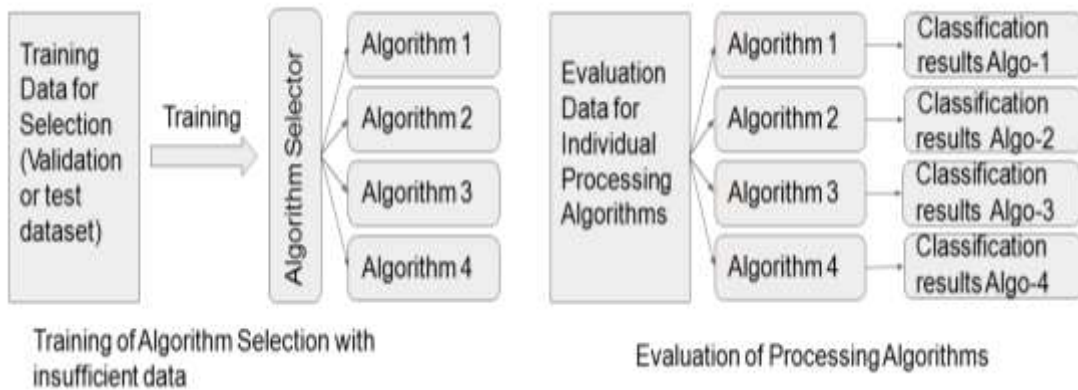 Training
Data for
Selection
(Validation
or test
dataset)
Training
Algorithm Selector
Algorithm 1
Algorithm 2
Algorithm 3
Algorithm 4
Training of Algorithm Selection with
insufficient data
Evaluation
Data for
Individual
Processing
Algorithms
Algorithm 1
Algorithm 2
Algorithm 3
Algorithm 4
Classification
results Algo-1
Classification
results Algo-2
Classification
results Algo-3
Classification
results Algo-4
Evaluation of Processing Algorithms